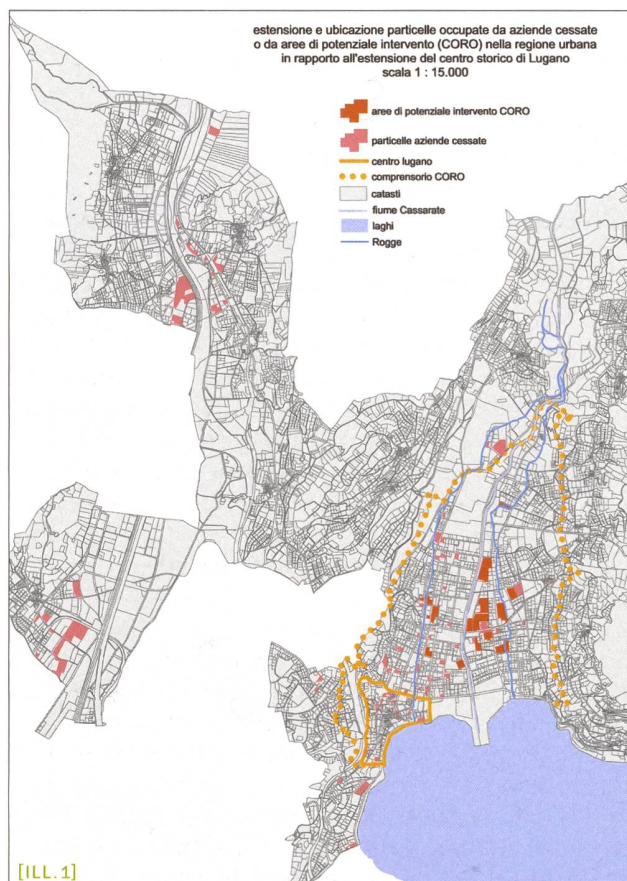 estensione e ubicazione particelle occupate da aziende cessate
o da aree di potenziale intervento (CORO) nella regione urbana
in rapporto all'estensione del centro storico di Lugano
scala 1 : 15.000
aree di potenziale intervento CORO
particelle aziende cessate
centro lugano
comprensorio CORO
catasti
fiume Cassarate
laghi
Rogge
[ILL.1]